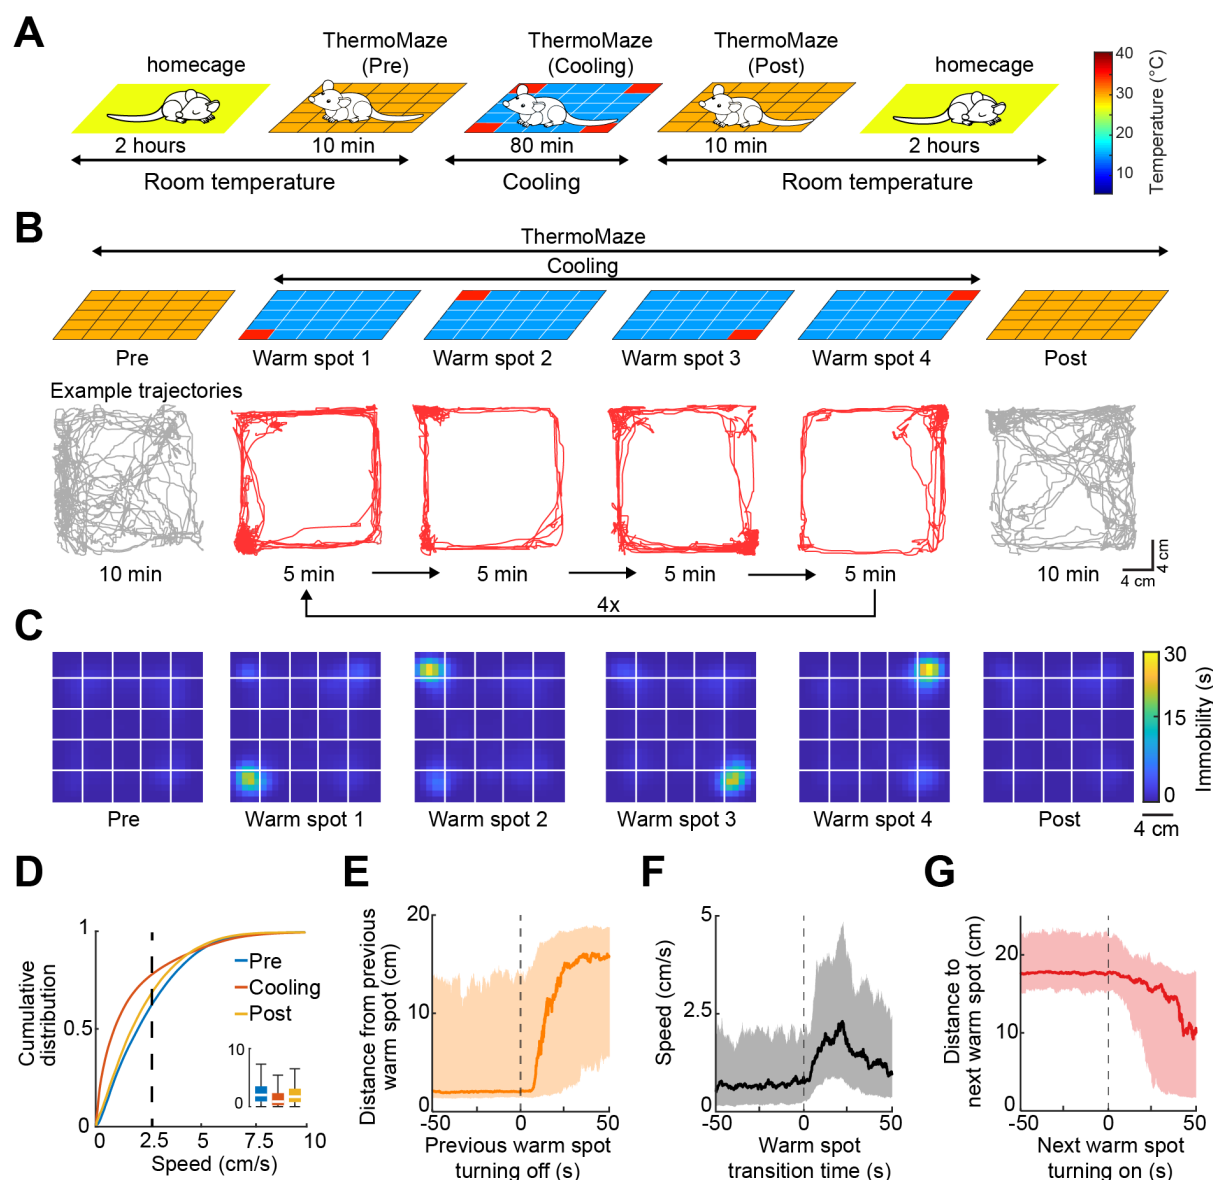 A
homecage
ThermoMaze
(Pre)
ThermoMaze
(Cooling)
ThermoMaze
(Post)
homecage
2 hours
10 min
80 min
10 min
2 hours
Room temperature
Cooling
Room temperature
40
30
20
10
Temperature (°C)
B
ThermoMaze
Cooling
Pre
Warm spot 1
Warm spot 2
Warm spot 3
Warm spot 4
Post
Example trajectories
10 min
5 min
5 min
5 min
5 min
10 min
4 cm
4 cm
4x
C
Pre
Warm spot 1
Warm spot 2
Warm spot 3
Warm spot 4
Post
30
15
0
Immobility (s)
4 cm
D
Cumulative
distribution
1
0.5
0
Pre
Cooling
Post
10
0
0
2.5
5
7.5
10
Speed (cm/s)
E
Distance from previous
warm spot (cm)
20
10
0
-50
0
50
Previous warm spot
turning off (s)
F
Speed (cm/s)
5
2.5
0
-50
0
50
Warm spot
transition time (s)
G
Distance to
next warm spot (cm)
20
10
0
-50
0
50
Next warm spot
turning on (s)